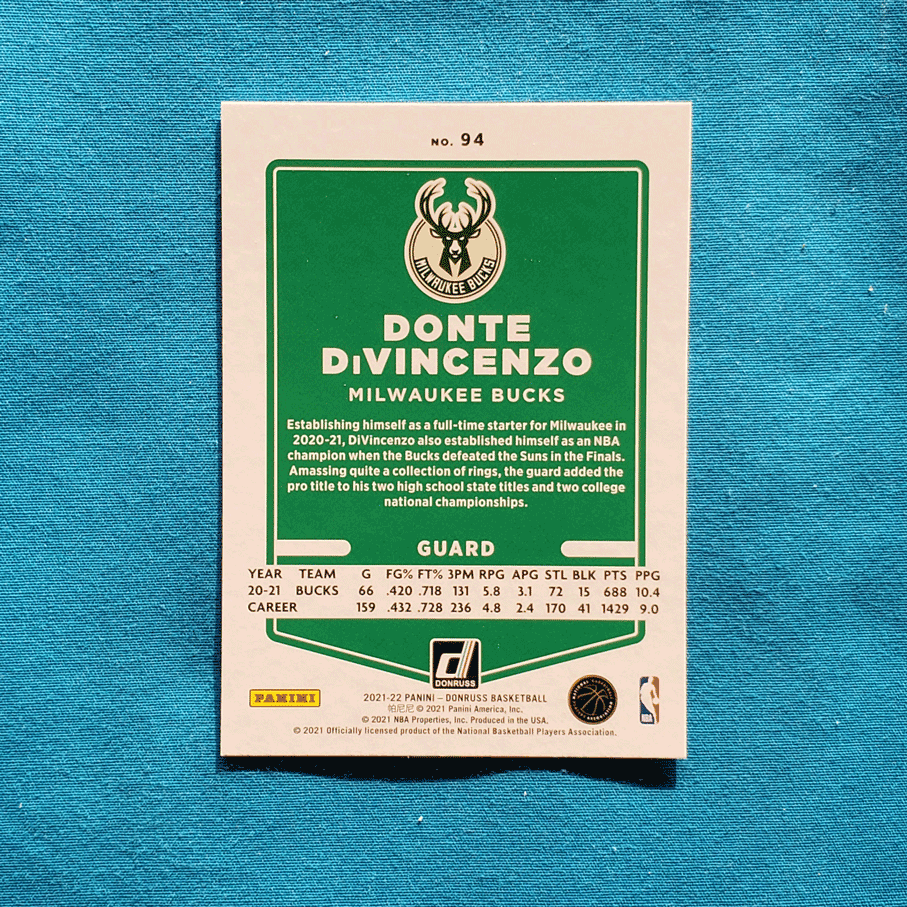 NO. 94
MILWAUKEE BUCKS
DONTE
DiVINCENZO
MILWAUKEE BUCKS
Establishing himself as a full-time starter for Milwaukee in
2020-21, DiVincenzo also established himself as an NBA
champion when the Bucks defeated the Suns in the Finals.
Amassing quite a collection of rings, the guard added the
pro title to his two high school state titles and two college
national championships.
GUARD
YEAR TEAM G FG% FT% 3PM RPG APG STL BLK PTS PPG
20-21 BUCKS 66 .420 .718 131 5.8 3.1 72 15 688 10.4
CAREER 159 .432 .728 236 4.8 2.4 170 41 1429 9.0
d
DONRUSS
PANINI
2021-22 PANINI – DONRUSS BASKETBALL
帕尼尼 © 2021 Panini America, Inc.
© 2021 NBA Properties, Inc. Produced in the USA.
© 2021 Officially licensed product of the National Basketball Players Association.
NBA